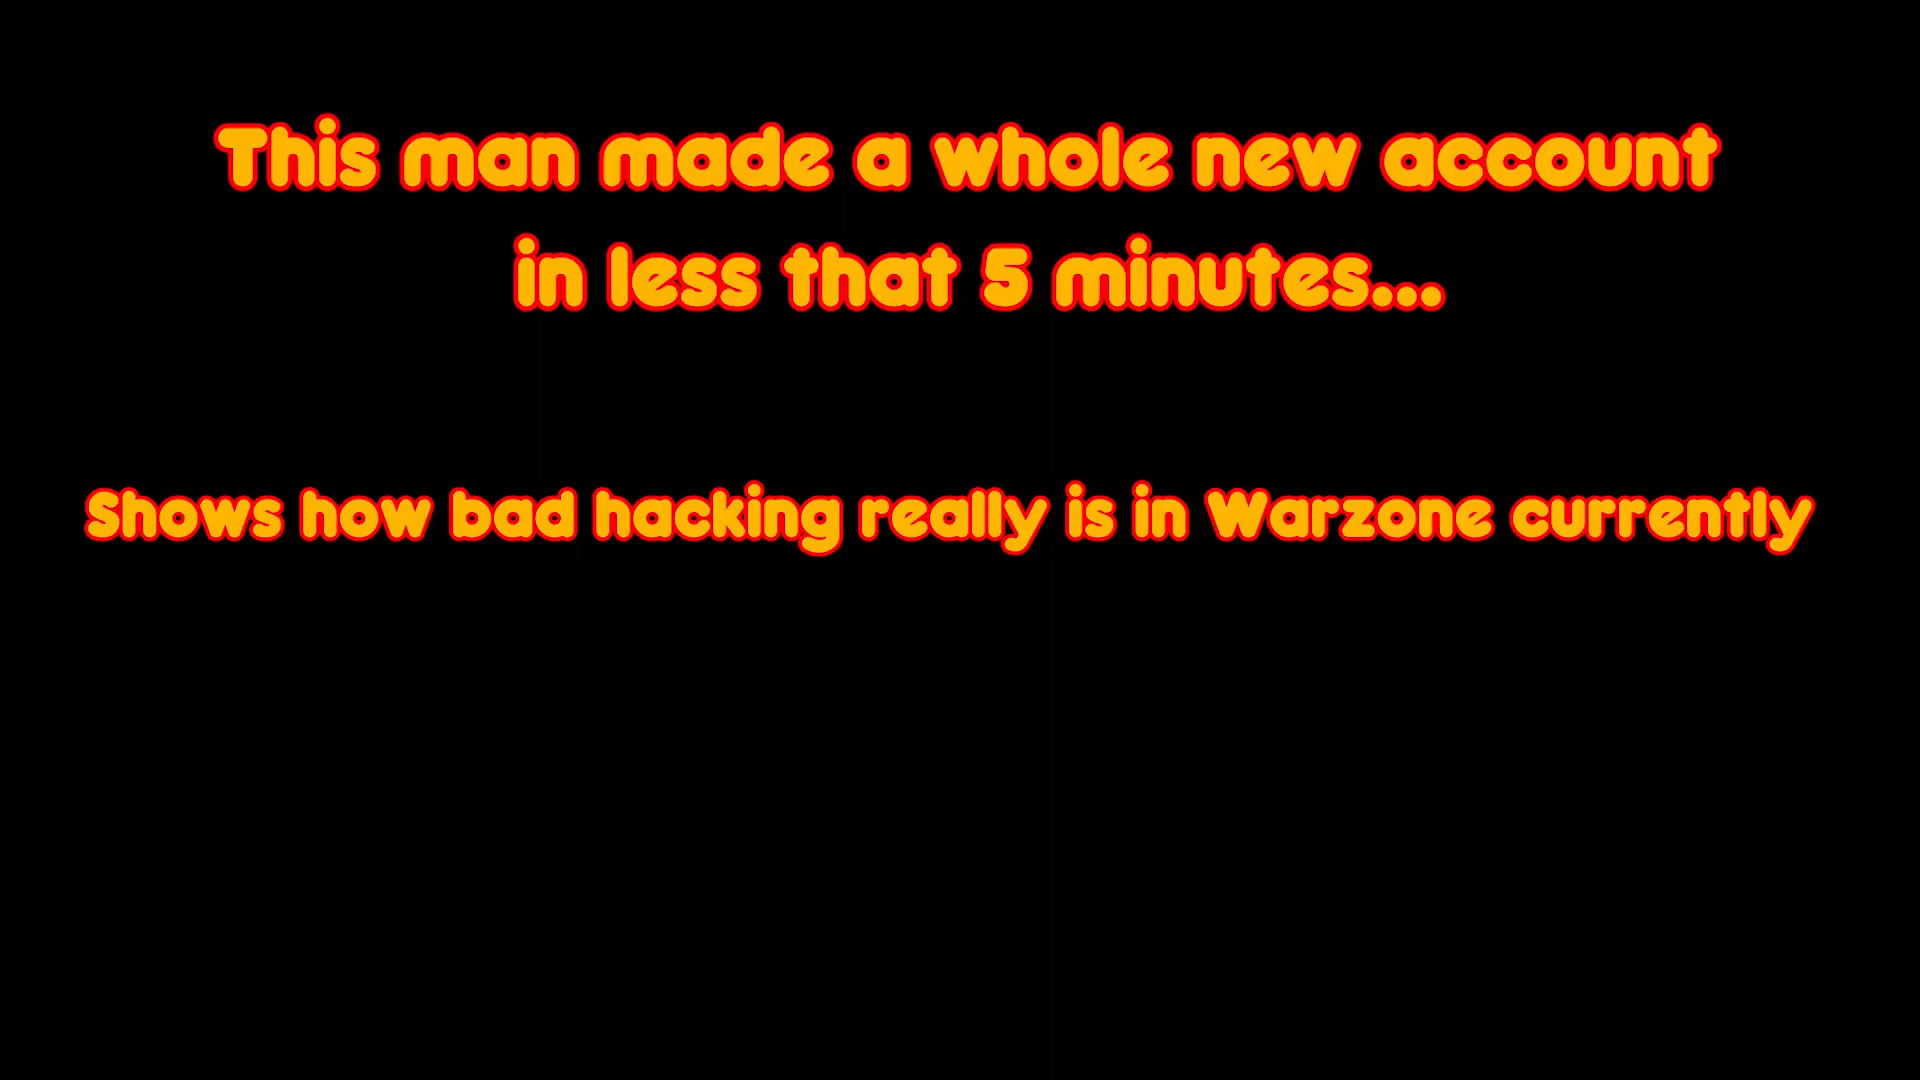 This man made a whole new account
in less that 5 minutes...
Shows how bad hacking really is in Warzone currently